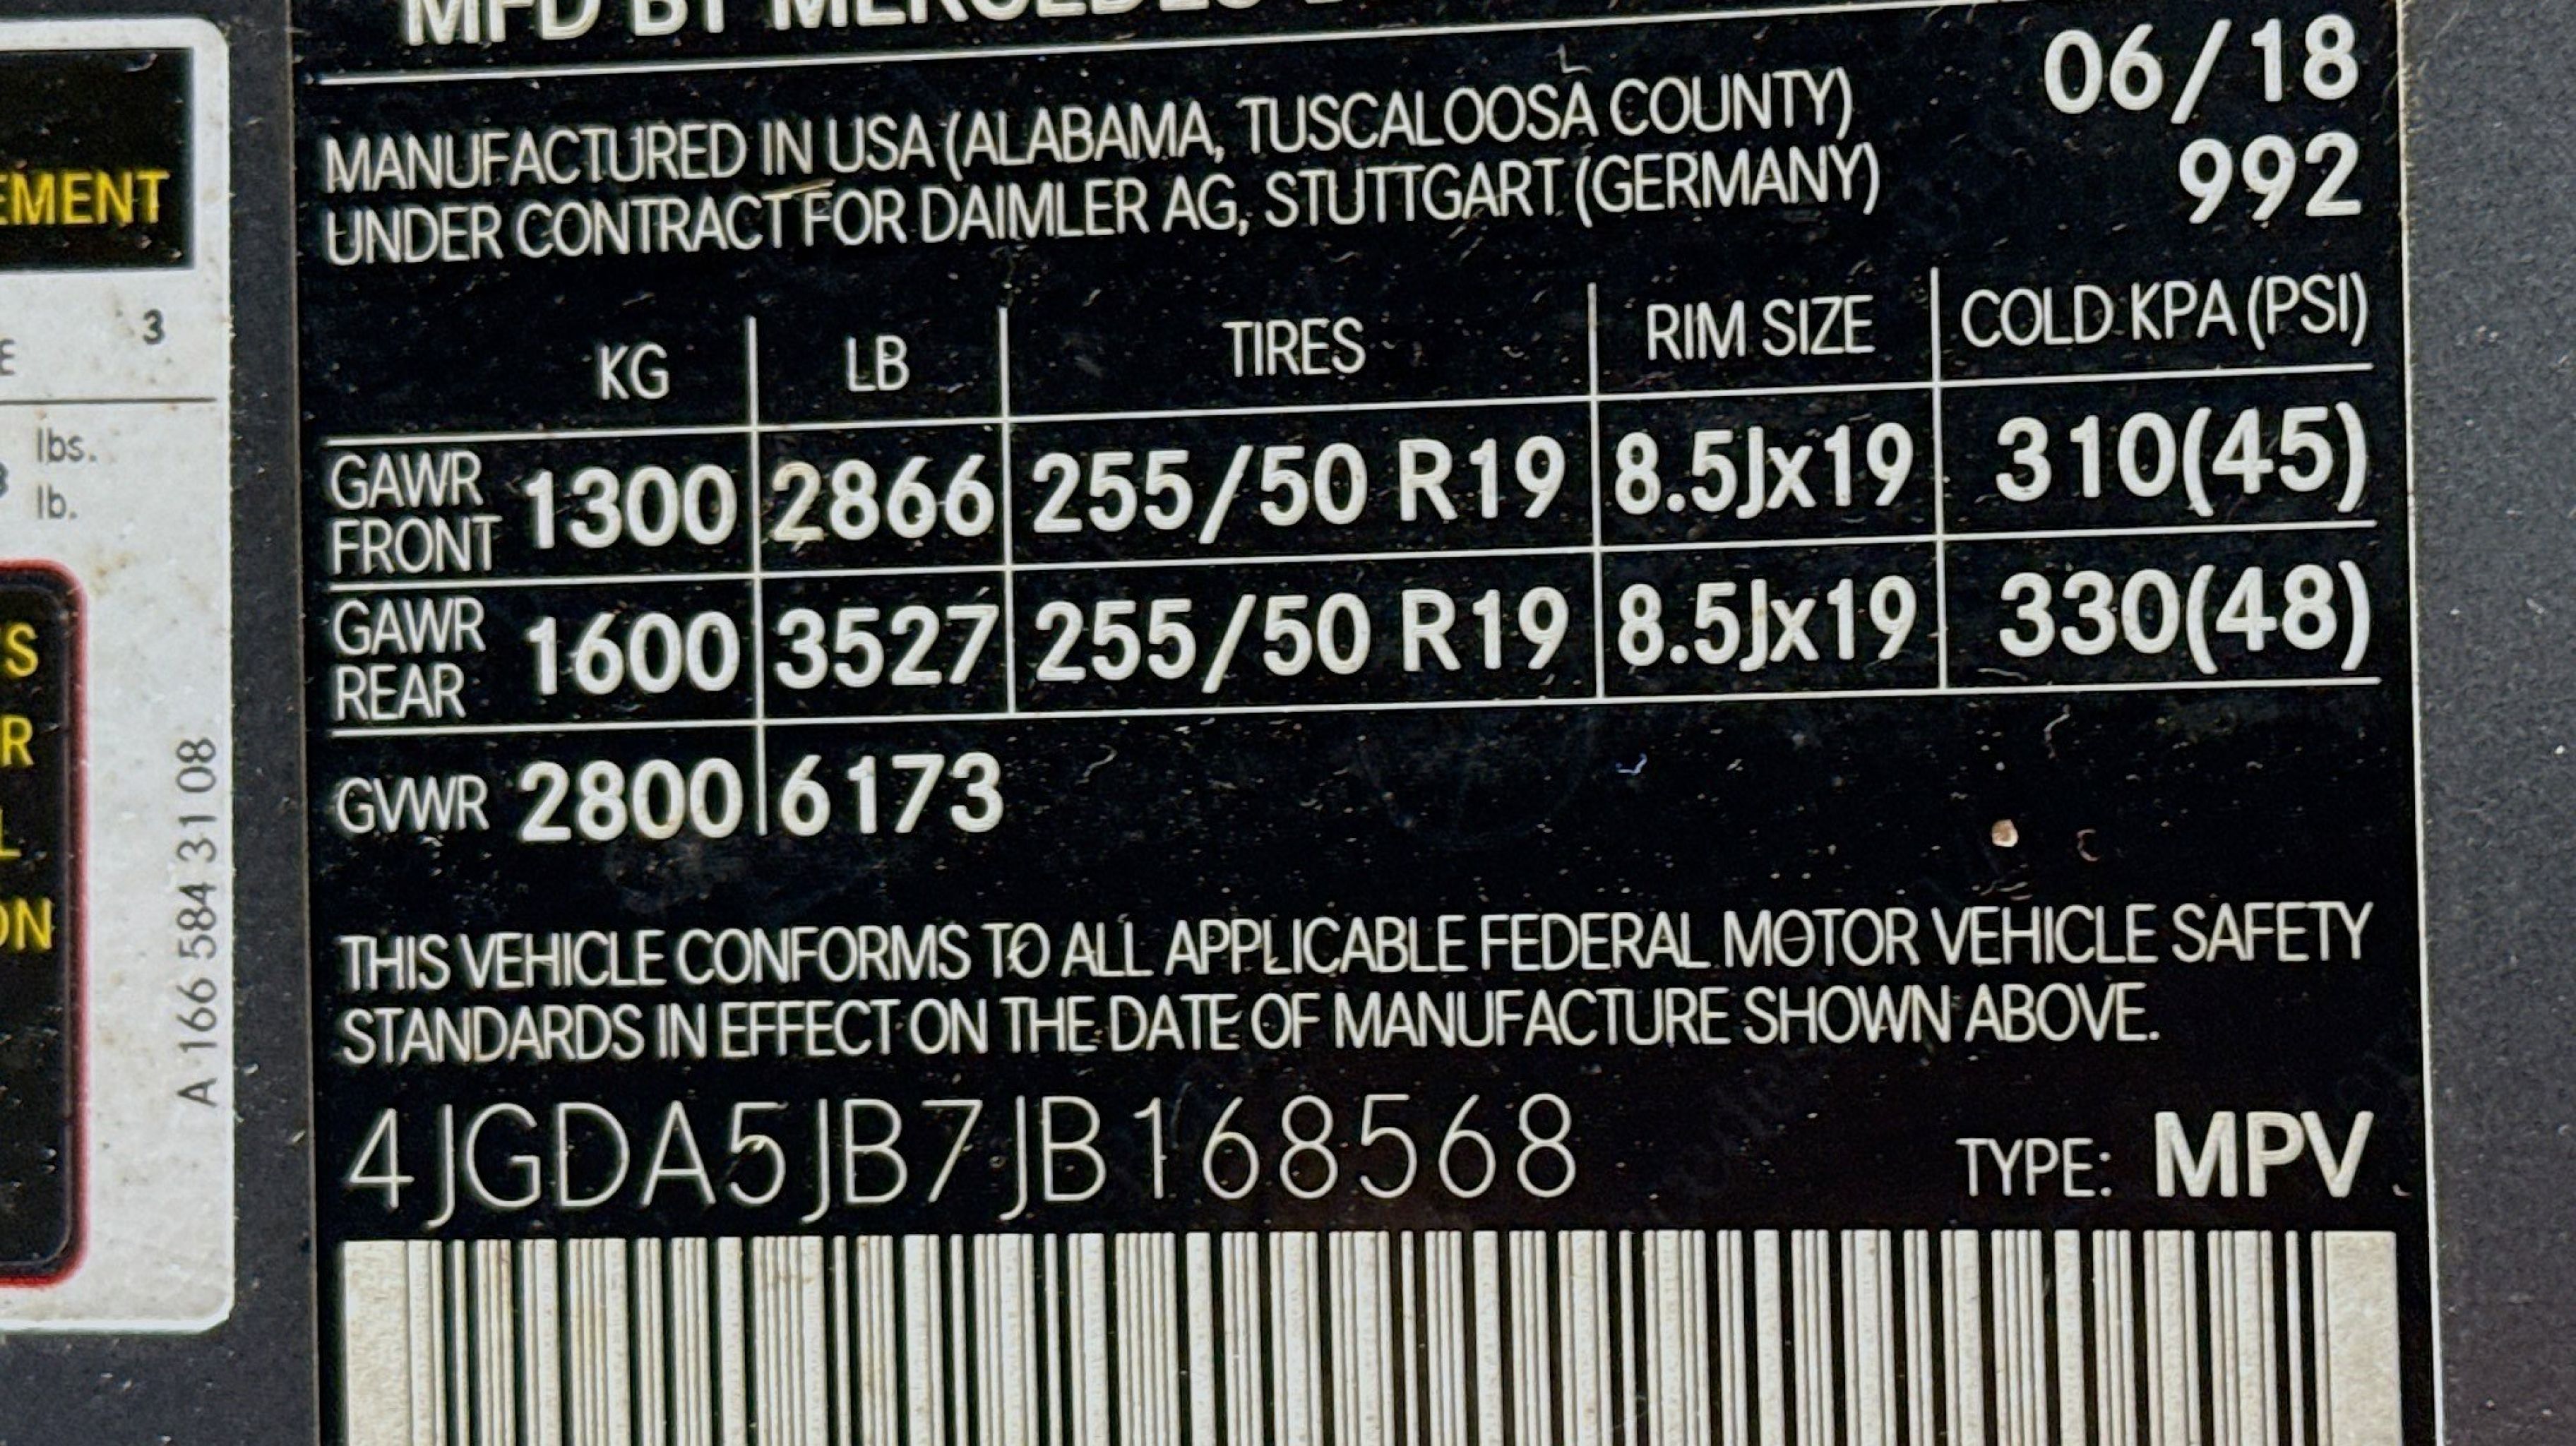 MFD BY MERCEDES
06/18
MANUFACTURED IN USA (ALABAMA, TUSCALOOSA COUNTY)
UNDER CONTRACT FOR DAIMLER AG, STUTTGART (GERMANY)
992
KG LB TIRES RIM SIZE COLD KPA (PSI)
GAWR FRONT 1300 2866 255/50 R19 8.5Jx19 310(45)
GAWR REAR 1600 3527 255/50 R19 8.5Jx19 330(48)
GVWR 2800 6173
THIS VEHICLE CONFORMS TO ALL APPLICABLE FEDERAL MOTOR VEHICLE SAFETY
STANDARDS IN EFFECT ON THE DATE OF MANUFACTURE SHOWN ABOVE.
4JGDA5JB7JB168568 TYPE: MPV
EMENT
E 3
lbs.
lb.
S
R
L
ON
A 166 584 31 08